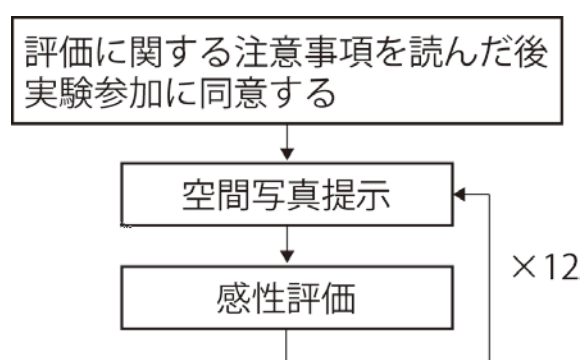 評価に関する注意事項を読んだ後
実験参加に同意する
空間写真提示
×12
感性評価